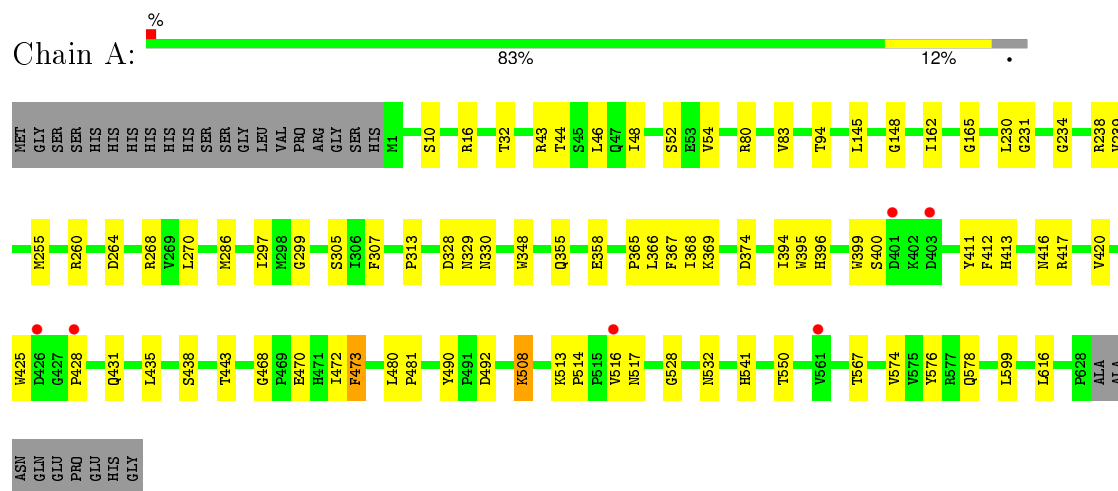 %
Chain A:
83% 12% •
MET GLY SER SER HIS HIS HIS HIS HIS HIS SER SER GLY LEU VAL PRO ARG GLY SER HIS M1 S10 R16 T32 R43 T44 S45 L46 Q47 I48 S52 E53 V54 R80 V83 T94 L145 G148 I162 G165 L230 G231 G234 R238 V239
M255 R260 D264 R268 V269 L270 M286 I297 M298 G299 S305 I306 F307 P313 D328 N329 N330 W348 Q355 E358 P365 L366 F367 I368 K369 D374 I394 W395 H396 W399 S400 D401 K402 D403 Y411 F412 H413 N416 R417 V420
W425 D426 G427 P428 Q431 L435 S438 T443 G468 P469 E470 H471 I472 F473 L480 P481 Y490 P491 D492 K508 K513 P514 P515 V516 N517 G528 N532 H541 T550 V561 T567 V574 V575 Y576 R577 Q578 L599 L616 P628 ALA ALA
ASN GLN GLU PRO GLU HIS GLY